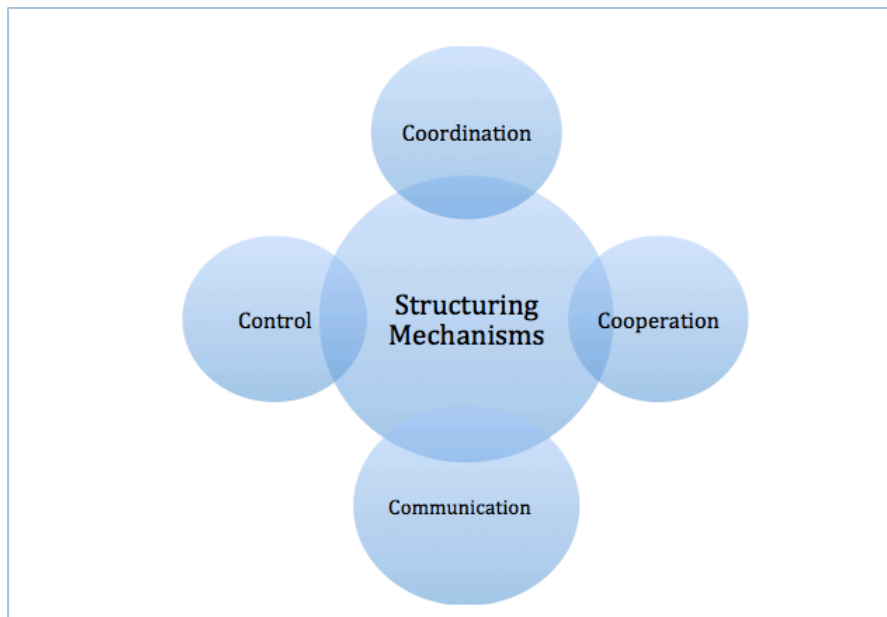 Coordination
Control
Structuring
Mechanisms
Cooperation
Communication